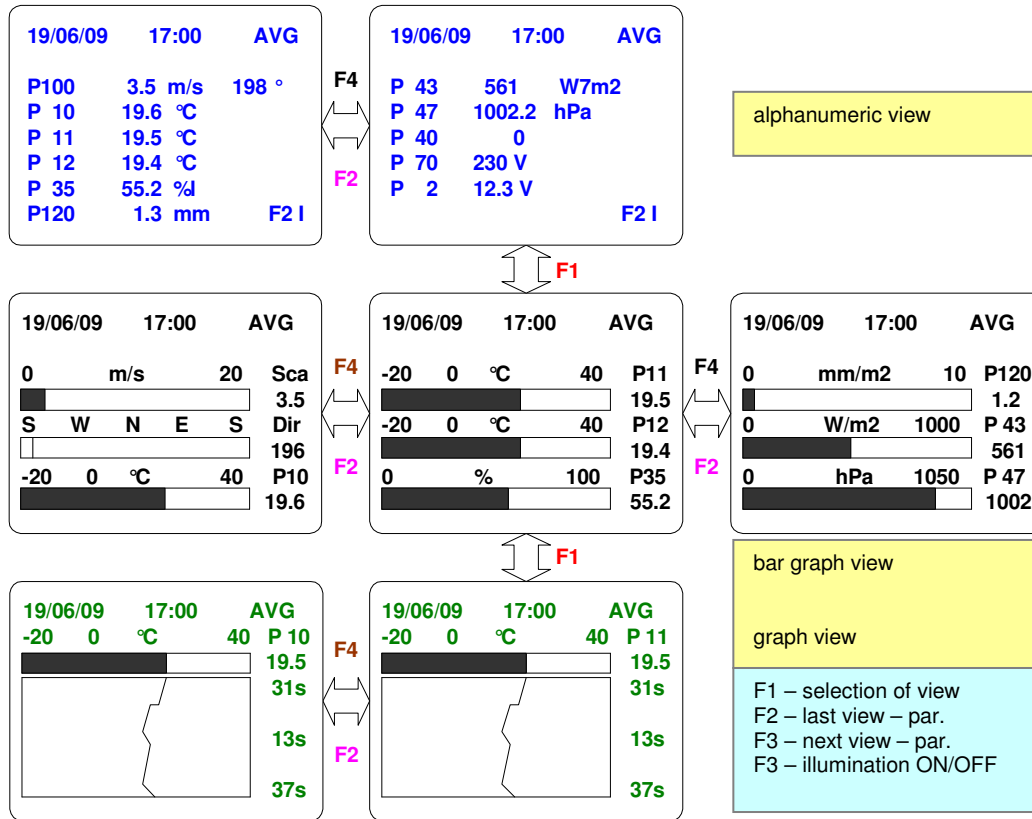 19/06/09 17:00 AVG
P100 3.5 m/s 198 °
P 10 19.6 °C
P 11 19.5 °C
P 12 19.4 °C
P 35 55.2 %I
P120 1.3 mm F2 I
F4
F2
19/06/09 17:00 AVG
P 43 561 W7m2
P 47 1002.2 hPa
P 40 0
P 70 230 V
P 2 12.3 V
F2 I
alphanumeric view
F1
19/06/09 17:00 AVG
0 m/s 20 Sca
3.5
S W N E S Dir
196
-20 0 °C 40 P10
19.6
F4
F2
19/06/09 17:00 AVG
-20 0 °C 40 P11
19.5
-20 0 °C 40 P12
19.4
0 % 100 P35
55.2
F4
F2
19/06/09 17:00 AVG
0 mm/m2 10 P120
1.2
0 W/m2 1000 P 43
561
0 hPa 1050 P 47
1002
F1
bar graph view
graph view
19/06/09 17:00 AVG
-20 0 °C 40 P 10
19.5
31s
13s
37s
F4
F2
19/06/09 17:00 AVG
-20 0 °C 40 P 11
19.5
31s
13s
37s
F1 – selection of view
F2 – last view – par.
F3 – next view – par.
F3 – illumination ON/OFF